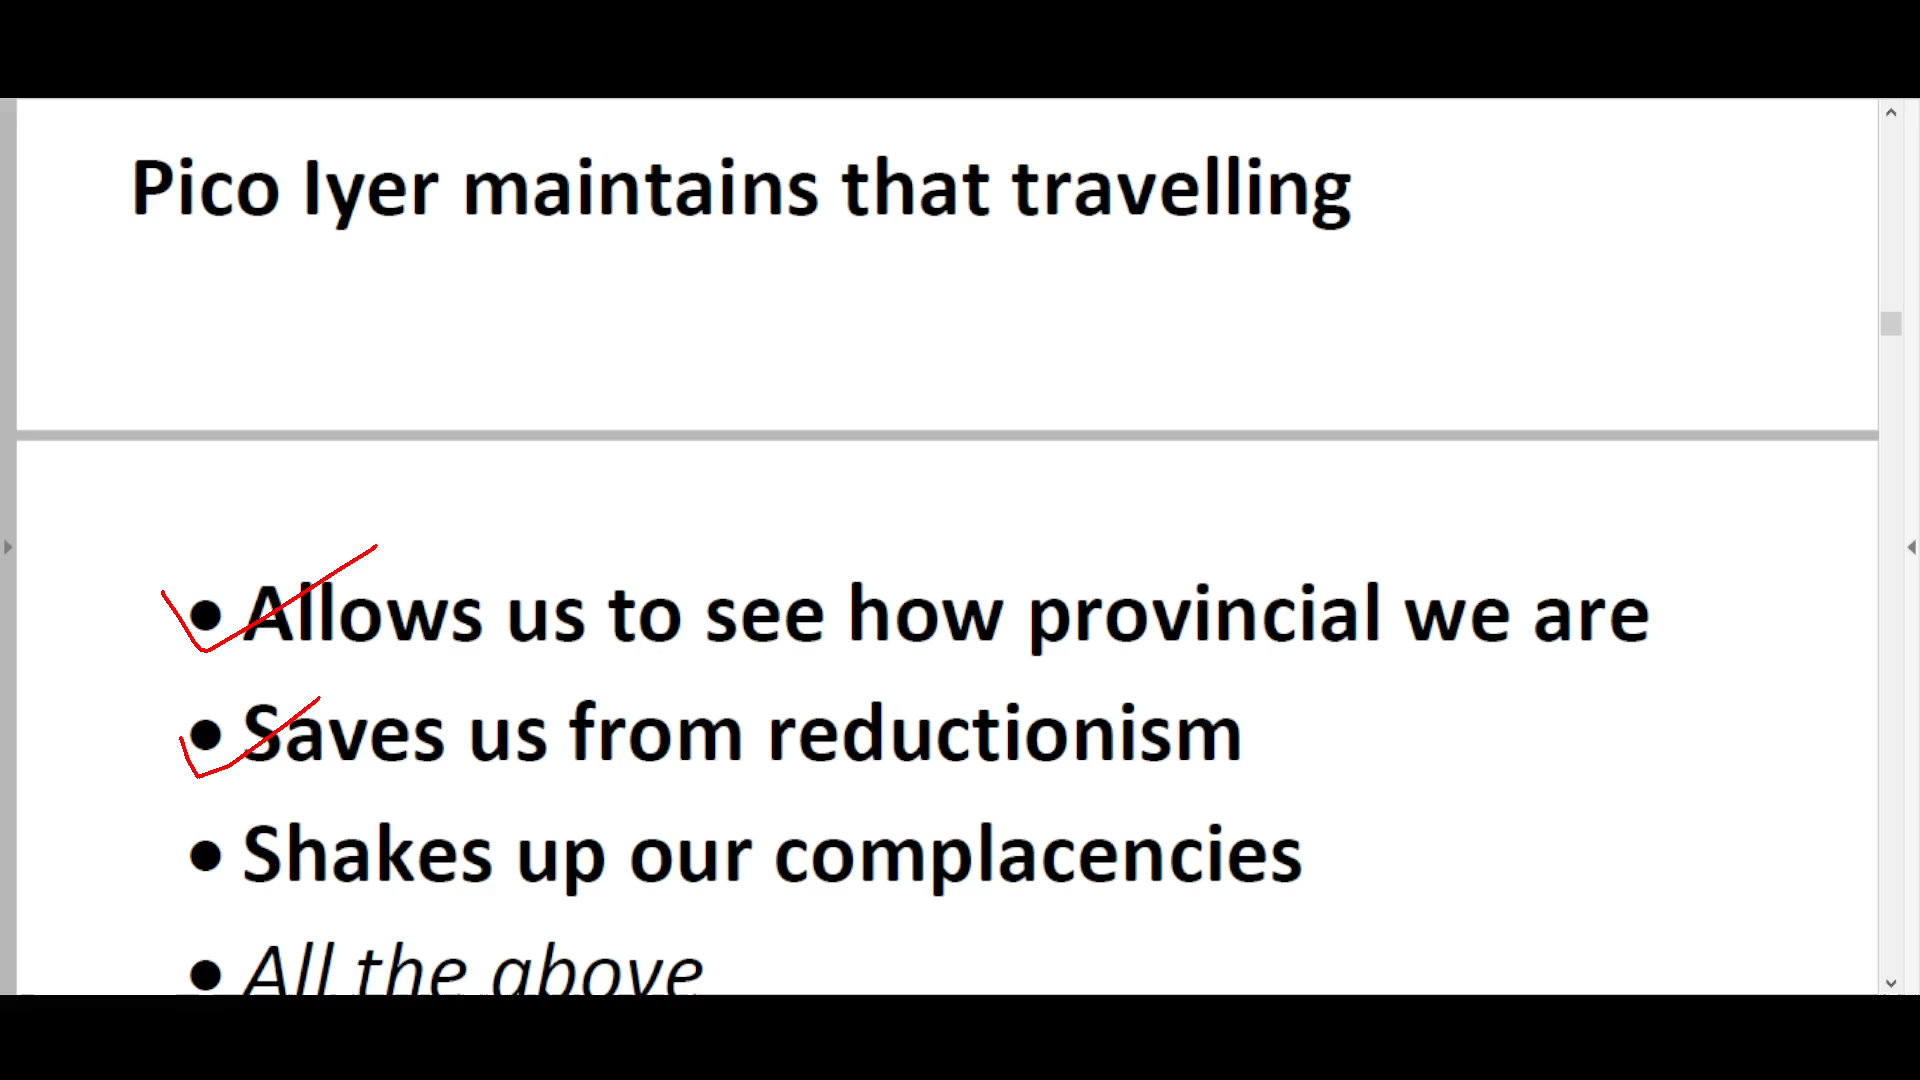 Pico Iyer maintains that travelling
• Allows us to see how provincial we are
• Saves us from reductionism
• Shakes up our complacencies
• All the above